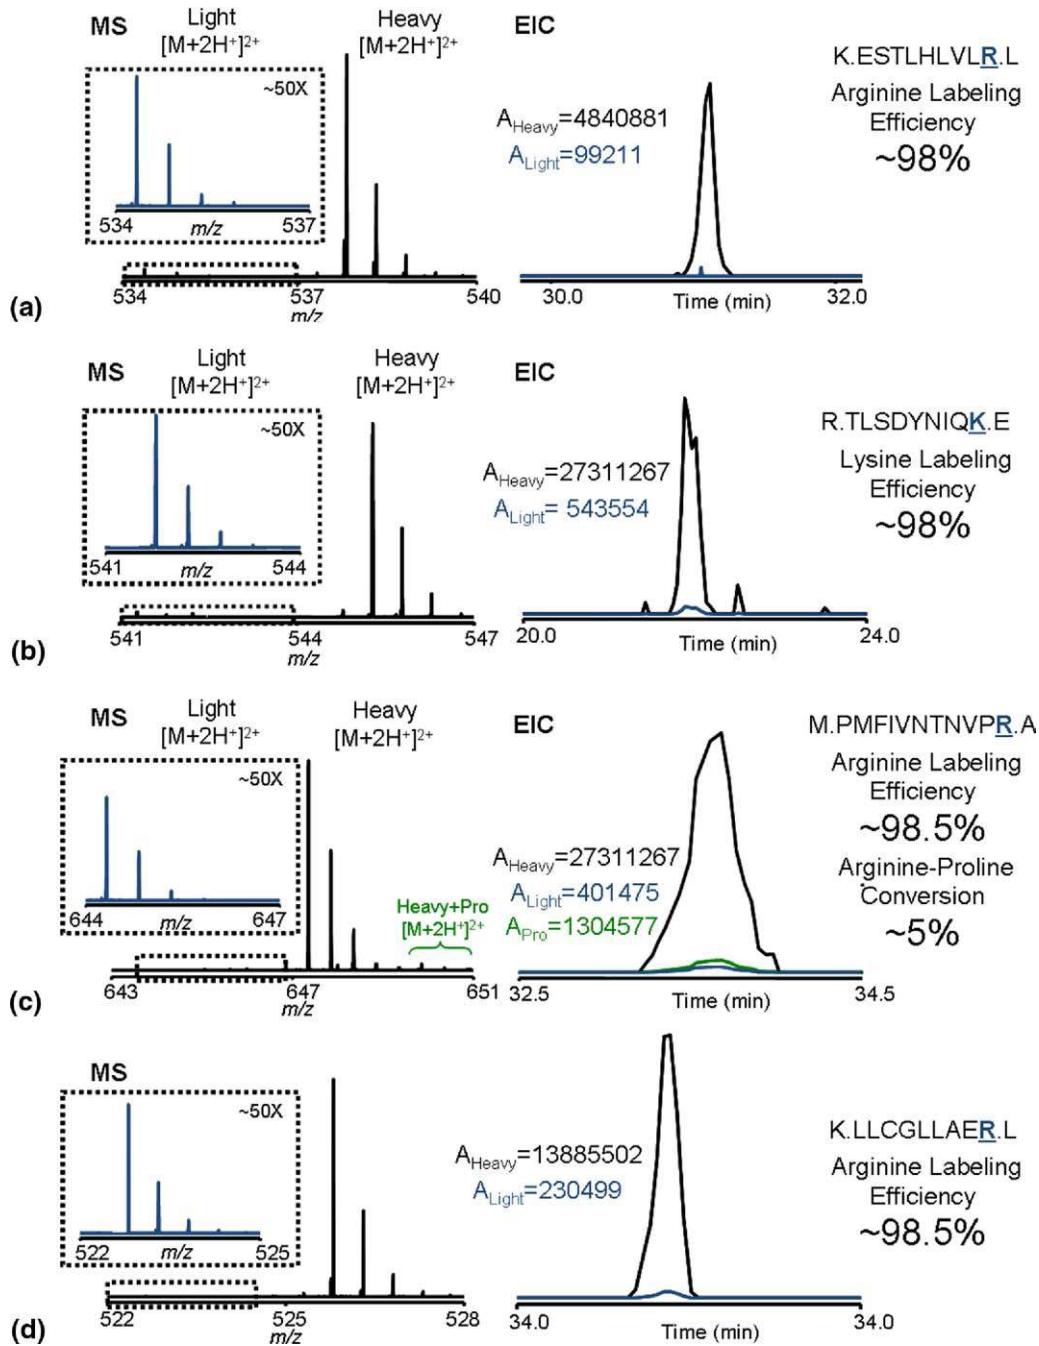 MS
Light
[M+2H⁺]²⁺
Heavy
[M+2H⁺]²⁺
~50X
534
m/z
537
534
537
540
m/z
(a)
EIC
A_Heavy=4840881
A_Light=99211
30.0
Time (min)
32.0
K.ESTLHLVLR.L
Arginine Labeling
Efficiency
~98%
MS
Light
[M+2H⁺]²⁺
Heavy
[M+2H⁺]²⁺
~50X
541
m/z
544
541
544
547
m/z
(b)
EIC
A_Heavy=27311267
A_Light= 543554
20.0
Time (min)
24.0
R.TLSDYNIQK.E
Lysine Labeling
Efficiency
~98%
MS
Light
[M+2H⁺]²⁺
Heavy
[M+2H⁺]²⁺
~50X
644
m/z
647
Heavy+Pro
[M+2H⁺]²⁺
643
647
651
m/z
(c)
EIC
A_Heavy=27311267
A_Light=401475
A_Pro=1304577
32.5
Time (min)
34.5
M.PMFIVNTNVPR.A
Arginine Labeling
Efficiency
~98.5%
Arginine-Proline
Conversion
~5%
MS
~50X
522
m/z
525
522
525
528
m/z
(d)
A_Heavy=13885502
A_Light=230499
34.0
Time (min)
34.0
K.LLCGLLAER.L
Arginine Labeling
Efficiency
~98.5%